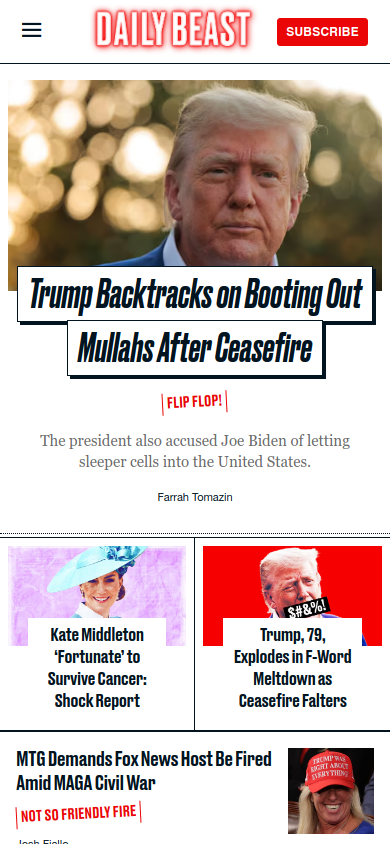 DAILY BEAST
SUBSCRIBE
Trump Backtracks on Booting Out
Mullahs After Ceasefire
FLIP FLOP!
The president also accused Joe Biden of letting
sleeper cells into the United States.
Farrah Tomazin
Kate Middleton
‘Fortunate’ to
Survive Cancer:
Shock Report
$#&%!
Trump, 79,
Explodes in F-Word
Meltdown as
Ceasefire Falters
MTG Demands Fox News Host Be Fired
Amid MAGA Civil War
NOT SO FRIENDLY FIRE
Josh Fiallo
TRUMP WAS
RIGHT ABOUT
EVERYTHING!